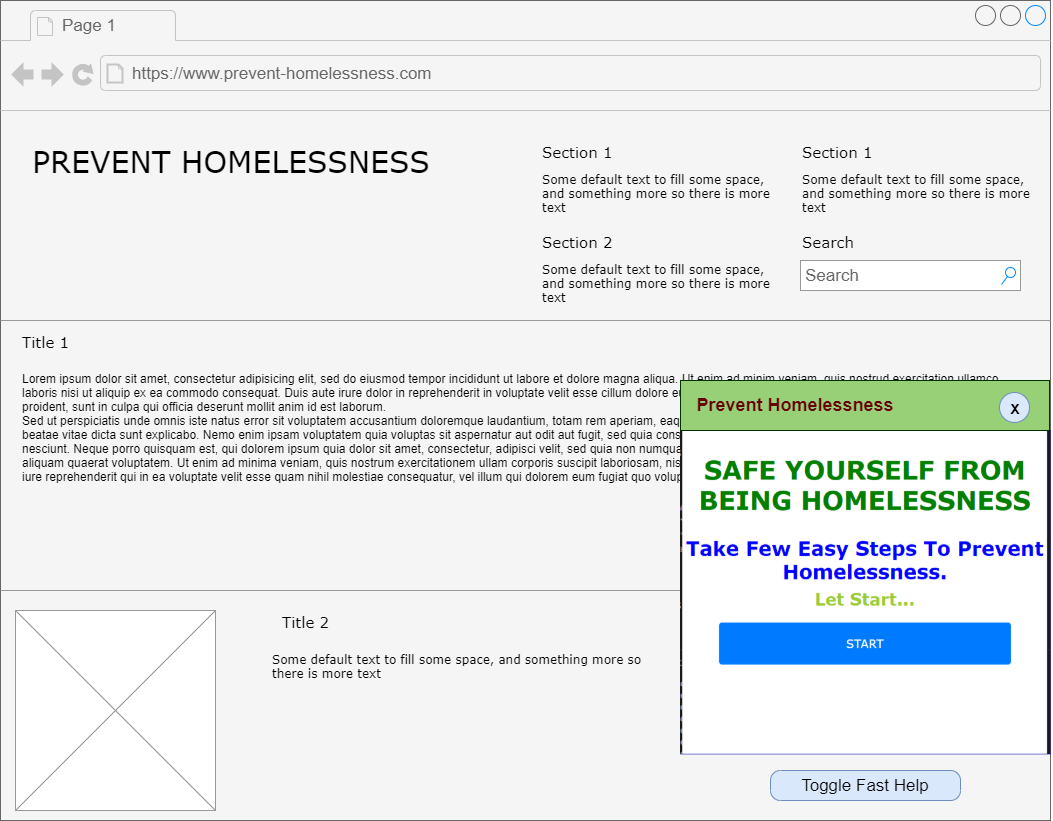 Page 1
https://www.prevent-homelessness.com
PREVENT HOMELESSNESS
Section 1
Some default text to fill some space,
and something more so there is more
text
Section 2
Some default text to fill some space,
and something more so there is more
text
Section 1
Some default text to fill some space,
and something more so there is more
text
Search
Search
Title 1
Lorem ipsum dolor sit amet, consectetur adipisicing elit, sed do eiusmod tempor incididunt ut labore et dolore magna aliqua. Ut enim ad minim veniam, quis nostrud exercitation ullamco
laboris nisi ut aliquip ex ea commodo consequat. Duis aute irure dolor in reprehenderit in voluptate velit esse cillum dolore
proident, sunt in culpa qui officia deserunt mollit anim id est laborum.
Sed ut perspiciatis unde omnis iste natus error sit voluptatem accusantium doloremque laudantium, totam rem aperiam,
beatae vitae dicta sunt explicabo. Nemo enim ipsam voluptatem quia voluptas sit aspernatur aut odit aut fugit, sed quia
nesciunt. Neque porro quisquam est, qui dolorem ipsum quia dolor sit amet, consectetur, adipisci velit, sed quia non
aliquam quaerat voluptatem. Ut enim ad minima veniam, quis nostrum exercitationem ullam corporis suscipit laboriosam,
iure reprehenderit qui in ea voluptate velit esse quam nihil molestiae consequatur, vel illum qui dolorem eum fugiat quo
Prevent Homelessness
x
SAFE YOURSELF FROM
BEING HOMELESSNESS
Take Few Easy Steps To Prevent
Homelessness.
Let Start...
START
Title 2
Some default text to fill some space, and something more so
there is more text
Toggle Fast Help